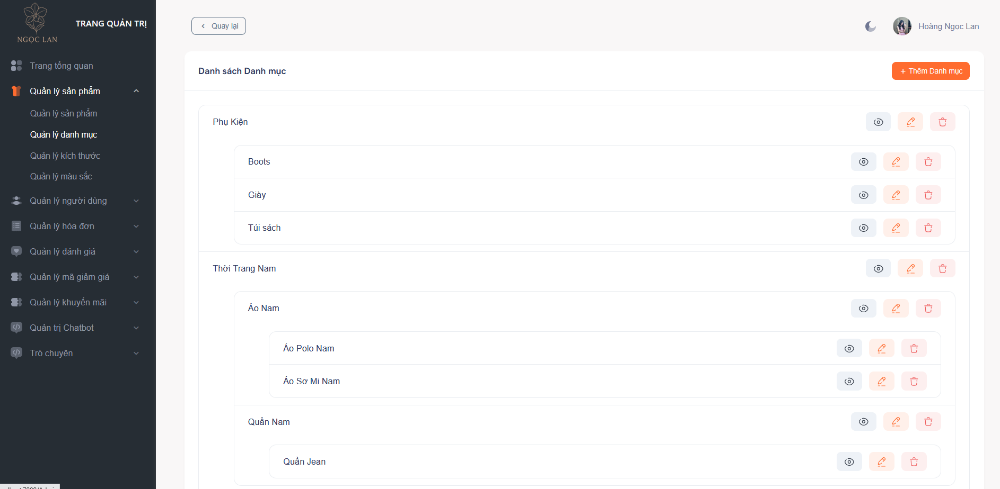 NGỌC LAN
TRANG QUẢN TRỊ
Trang tổng quan
Quản lý sản phẩm
Quản lý sản phẩm
Quản lý danh mục
Quản lý kích thước
Quản lý màu sắc
Quản lý người dùng
Quản lý hóa đơn
Quản lý đánh giá
Quản lý mã giảm giá
Quản lý khuyến mãi
Quản trị Chatbot
Trò chuyện
Quay lại
Hoàng Ngọc Lan
Danh sách Danh mục
+ Thêm Danh mục
Phụ Kiện
Boots
Giày
Túi sách
Thời Trang Nam
Áo Nam
Áo Polo Nam
Áo Sơ Mi Nam
Quần Nam
Quần Jean